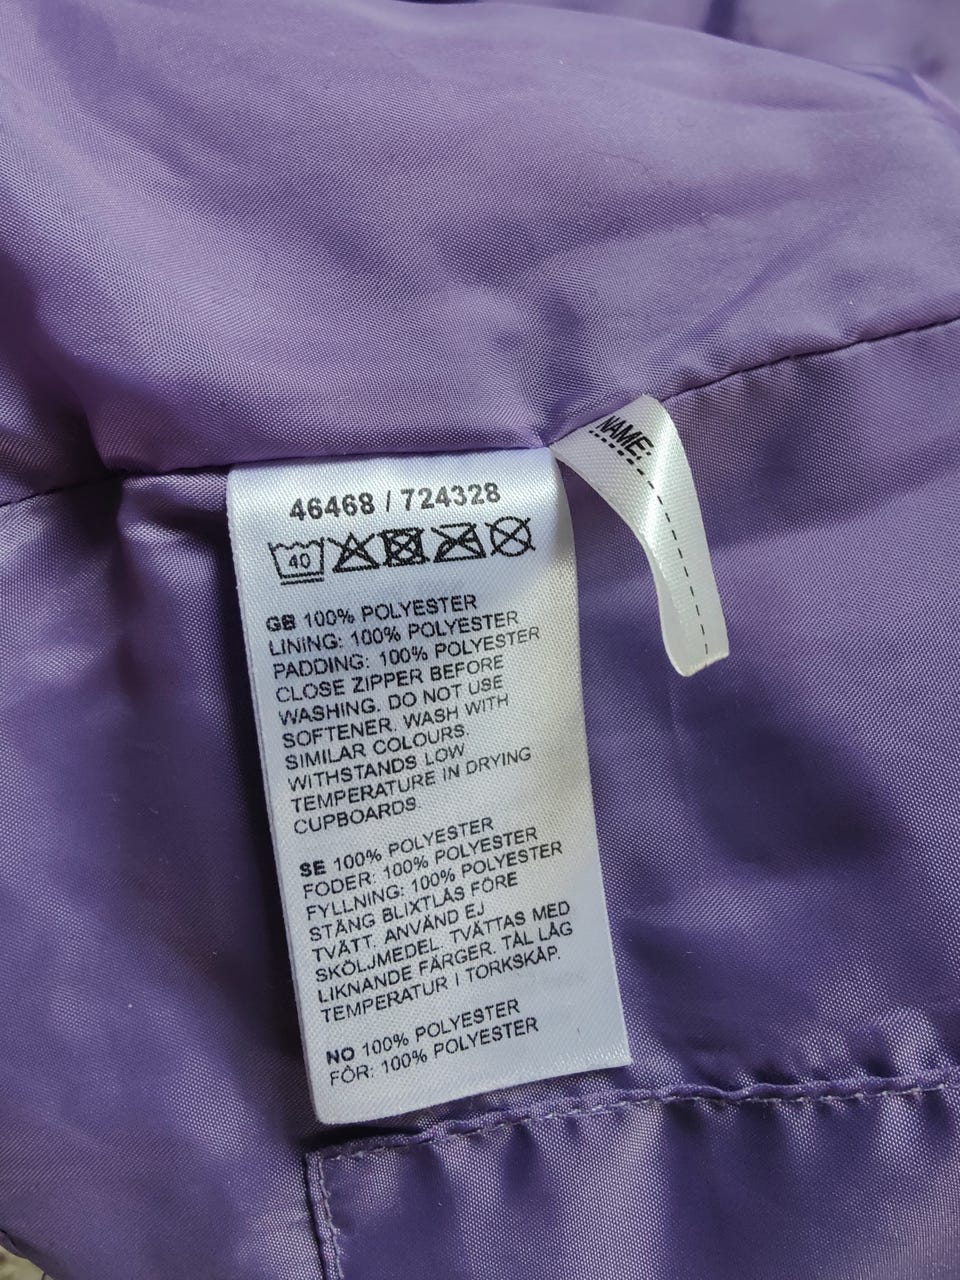 46468 / 724328
40
GB 100% POLYESTER
LINING: 100% POLYESTER
PADDING: 100% POLYESTER
CLOSE ZIPPER BEFORE
WASHING. DO NOT USE
SOFTENER. WASH WITH
SIMILAR COLOURS.
WITHSTANDS LOW
TEMPERATURE IN DRYING
CUPBOARDS.
SE 100% POLYESTER
FODER: 100% POLYESTER
FYLLNING: 100% POLYESTER
STÄNG BLIXTLÅS FÖRE
TVÄTT. ANVÄND EJ
SKÖLJMEDEL. TVÄTTAS MED
LIKNANDE FÄRGER. TÅL LÅG
TEMPERATUR I TORKSKÅP.
NO 100% POLYESTER
FÔR: 100% POLYESTER
NAME: